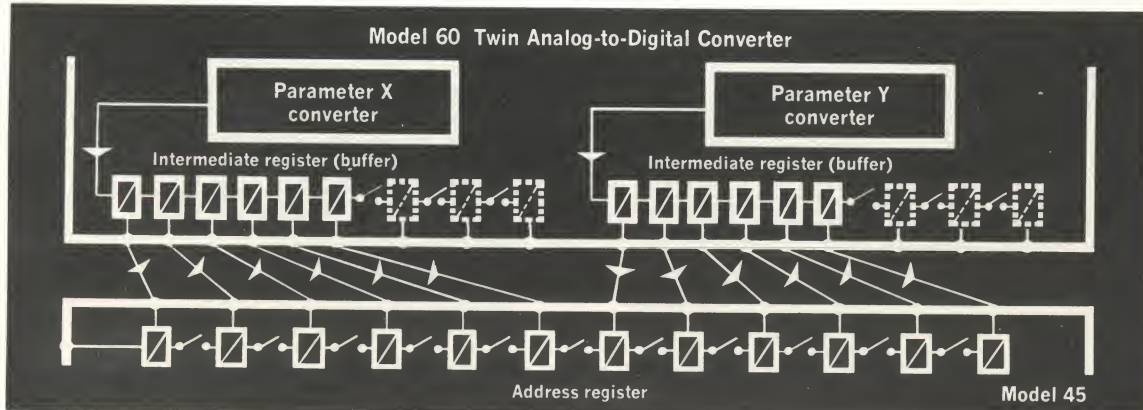 Model 60 Twin Analog-to-Digital Converter
Parameter X
converter
Parameter Y
converter
Intermediate register (buffer)
Intermediate register (buffer)
Address register
Model 45